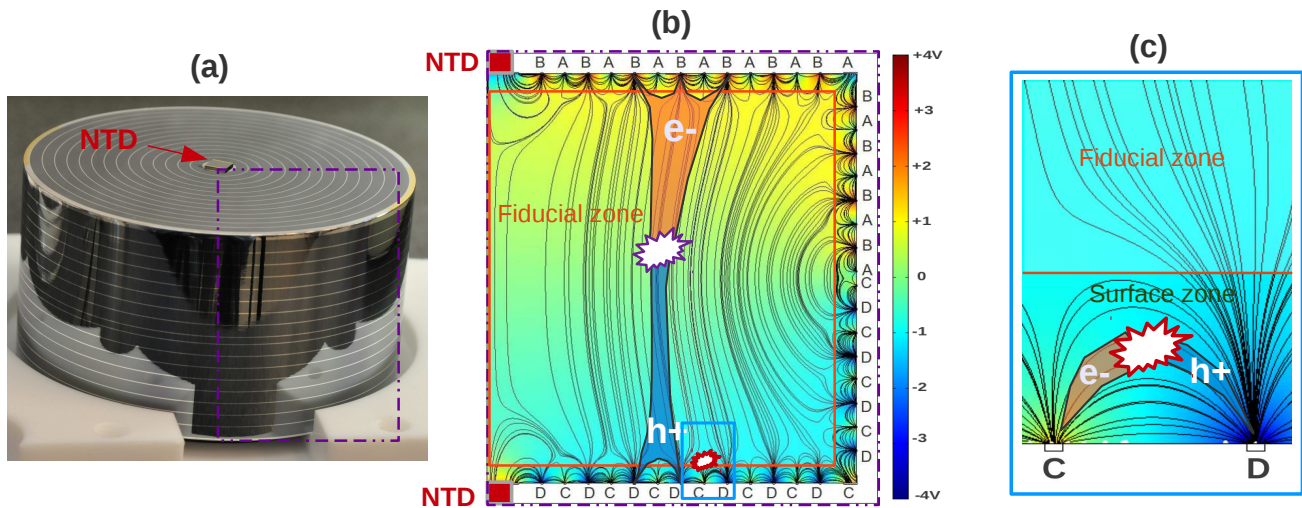 (a)
NTD
(b)
NTD
B A B A B A B A B A B A B A
+4V
+3
+2
+1
0
-1
-2
-3
-4V
e-
Fiducial zone
h+
B
A
B
A
B
A
B
A
C
D
C
D
C
D
C
D
NTD
D C D C D C D C D C D C D C
(c)
Fiducial zone
Surface zone
e-
h+
C
D